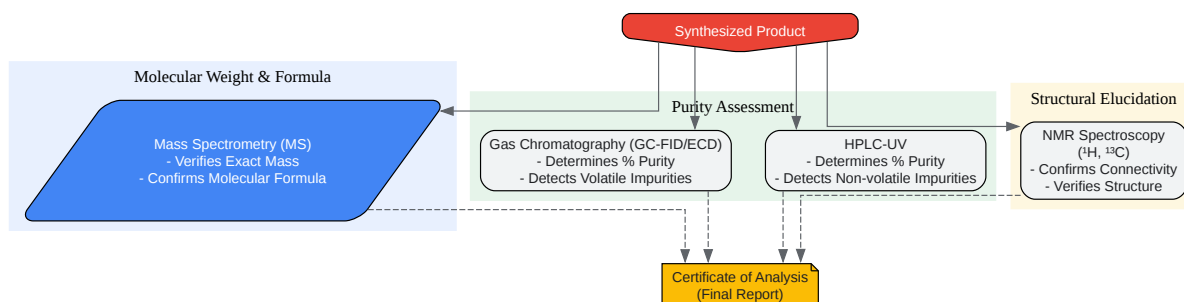 Synthesized Product
Molecular Weight & Formula
Mass Spectrometry (MS)
- Verifies Exact Mass
- Confirms Molecular Formula
Purity Assessment
Gas Chromatography (GC-FID/ECD)
- Determines % Purity
- Detects Volatile Impurities
HPLC-UV
- Determines % Purity
- Detects Non-volatile Impurities
Structural Elucidation
NMR Spectroscopy
(¹H, ¹³C)
- Confirms Connectivity
- Verifies Structure
Certificate of Analysis
(Final Report)